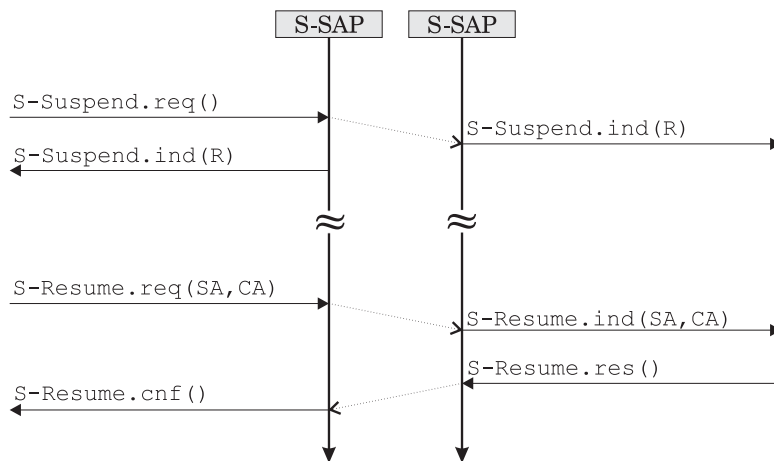 S-SAP S-SAP
S-Suspend.req()
S-Suspend.ind(R)
S-Suspend.ind(R)
S-Resume.req(SA,CA)
S-Resume.ind(SA,CA)
S-Resume.res()
S-Resume.cnf()